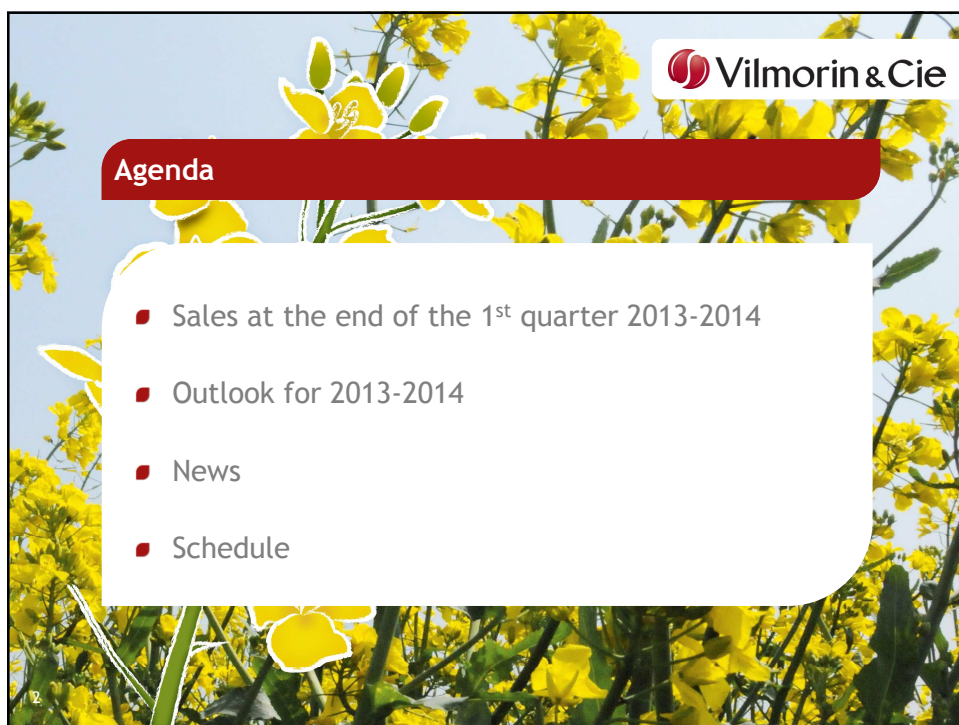 Vilmorin & Cie
Agenda
Sales at the end of the 1st quarter 2013-2014
Outlook for 2013-2014
News
Schedule
2